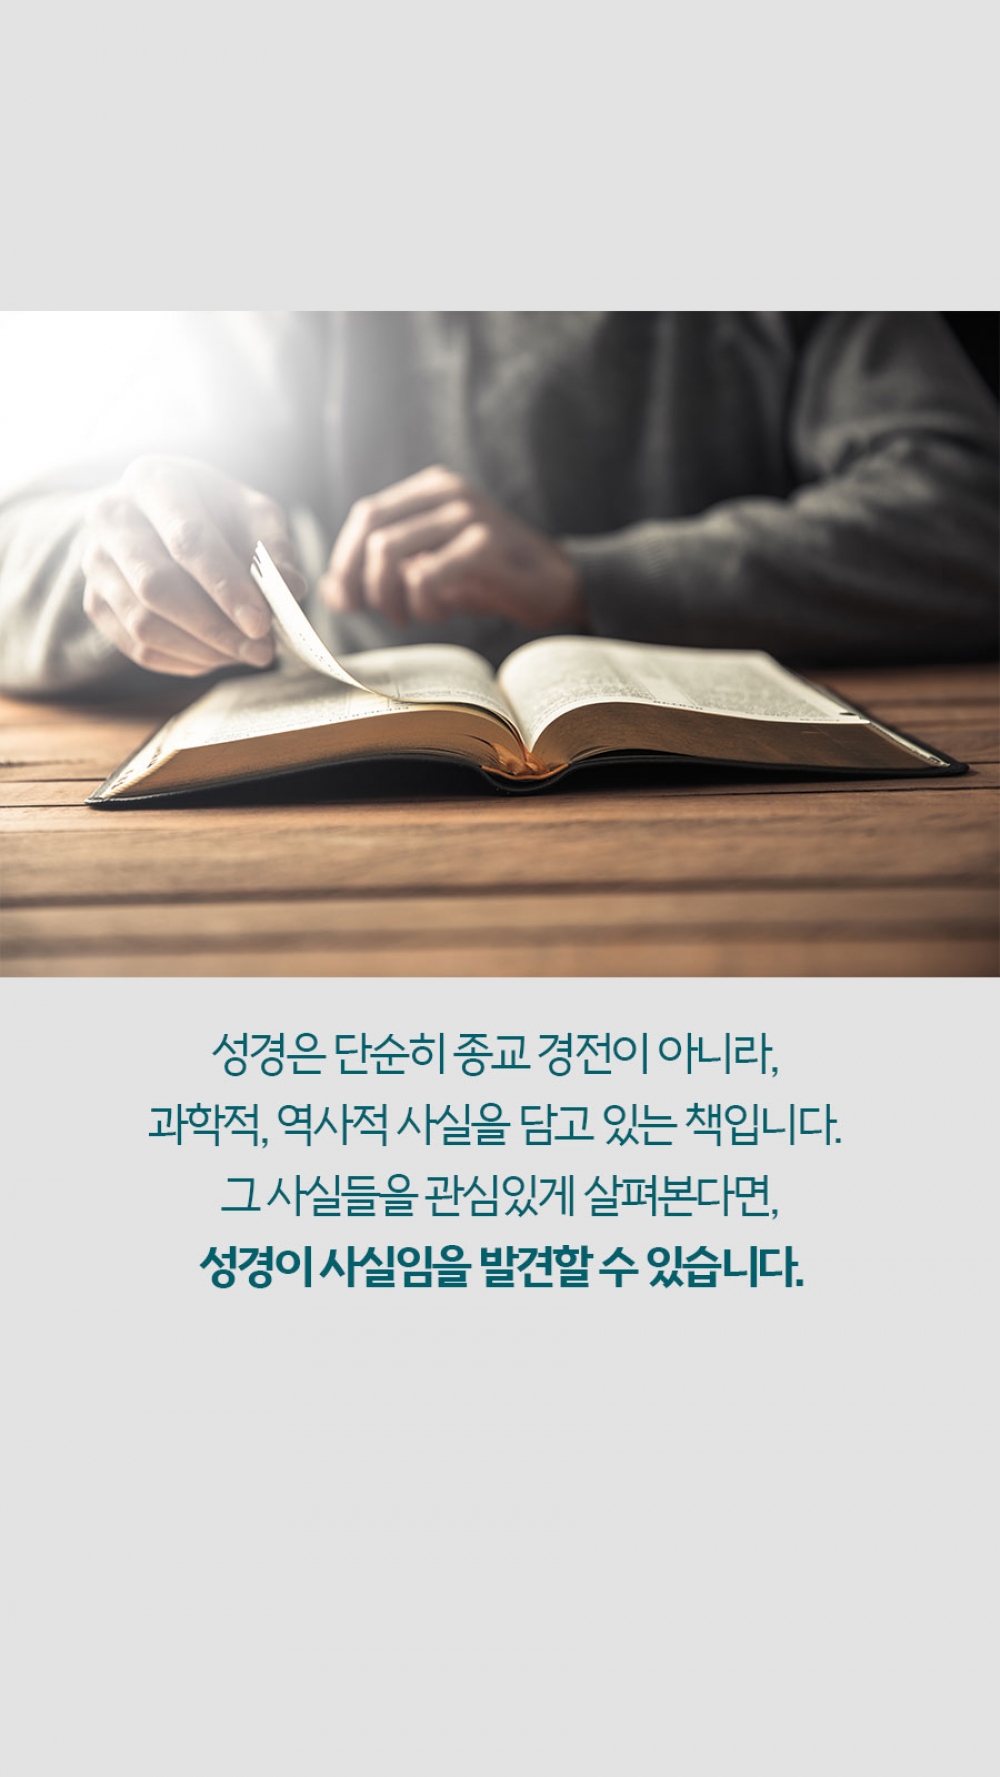 성경은 단순히 종교 경전이 아니라,
과학적, 역사적 사실을 담고 있는 책입니다.
그 사실들을 관심있게 살펴본다면,
성경이 사실임을 발견할 수 있습니다.